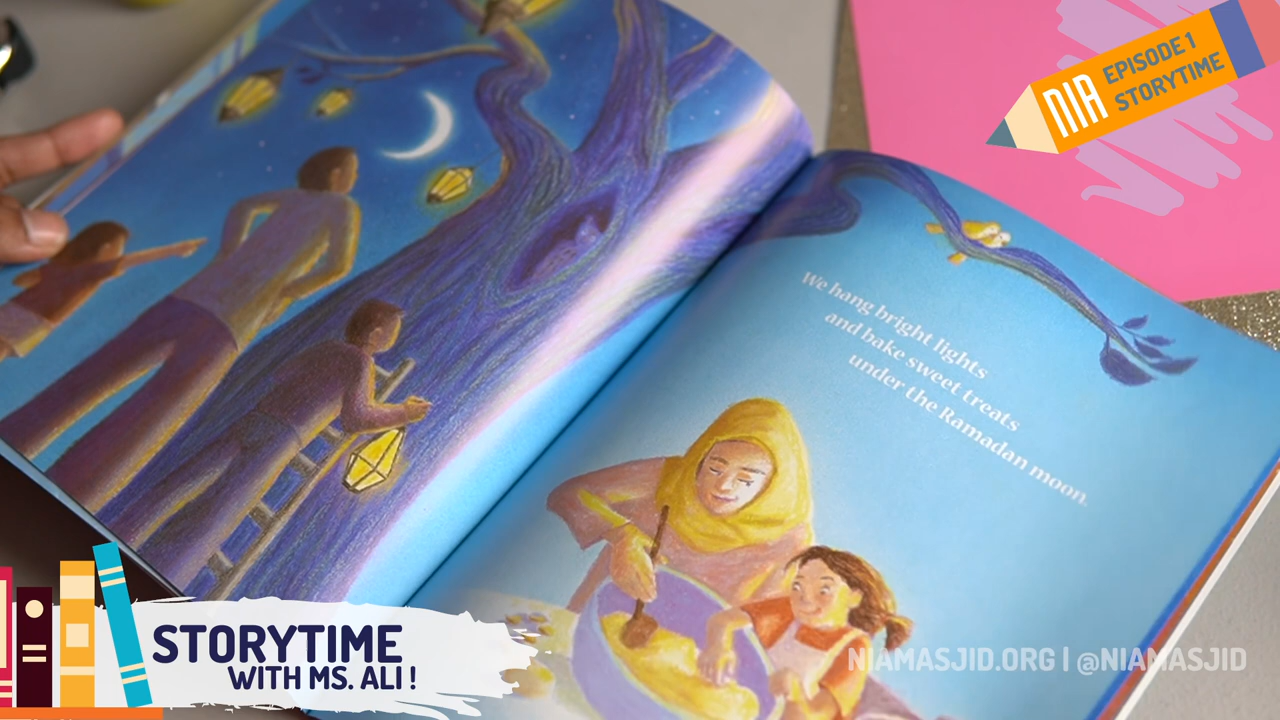 NIA
EPISODE 1
STORYTIME
We hang bright lights
and bake sweet treats
under the Ramadan moon.
STORYTIME
WITH MS. ALI !
NIAMASJID.ORG | @NIAMASJID